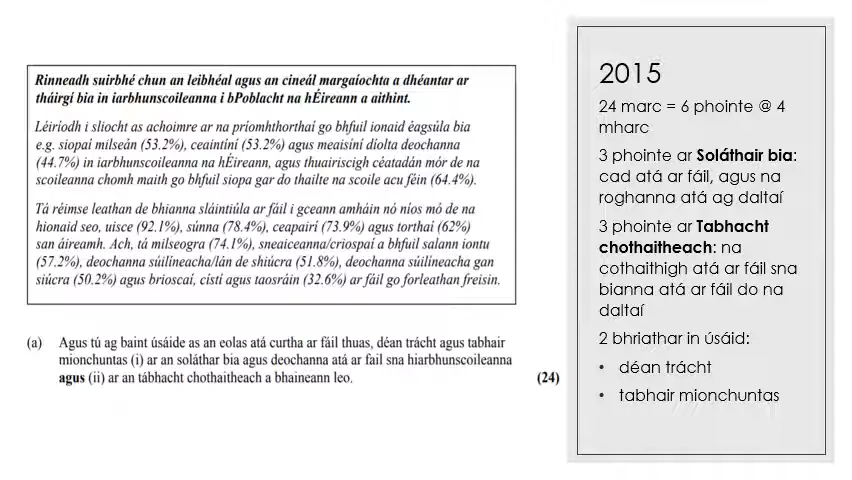 Rinneadh suirbhé chun an leibhéal agus an cineál margaíochta a dhéantar ar
tháirgí bia in iarbhunscoileanna i bPoblacht na hÉireann a aithint.
Léiríodh i sliocht as achoimre ar na príomhthorthaí go bhfuil ionaid éagsúla bia
e.g. siopaí milseán (53.2%), ceaintíní (53.2%) agus meaisíní díolta deochanna
(44.7%) in iarbhunscoileanna na hÉireann, agus thuairiscigh céatadán mór de na
scoileanna chomh maith go bhfuil siopa gar do thailte na scoile acu féin (64.4%).
Tá réimse leathan de bhianna sláintiúla ar fáil i gceann amháin nó níos mó de na
hionaid seo, uisce (92.1%), súnna (78.4%), ceapairí (73.9%) agus torthaí (62%)
san áireamh. Ach, tá milseogra (74.1%), sneaiceanna/criospaí a bhfuil salann iontu
(57.2%), deochanna súilíneacha/lán de shiúcra (51.8%), deochanna súilíneacha gan
siúcra (50.2%) agus brioscaí, cístí agus taosráin (32.6%) ar fáil go forleathan freisin.
(a) Agus tú ag baint úsáide as an eolas atá curtha ar fáil thuas, déan trácht agus tabhair
mionchuntas (i) ar an soláthar bia agus deochanna atá ar fail sna hiarbhunscoileanna
agus (ii) ar an tábhacht chothaitheach a bhaineann leo. (24)
2015
24 marc = 6 phointe @ 4
mharc
3 phointe ar Soláthair bia:
cad atá ar fáil, agus na
roghanna atá ag daltaí
3 phointe ar Tabhacht
chothaitheach: na
cothaithigh atá ar fáil sna
bianna atá ar fáil do na
daltaí
2 bhriathar in úsáid:
• déan trácht
• tabhair mionchuntas